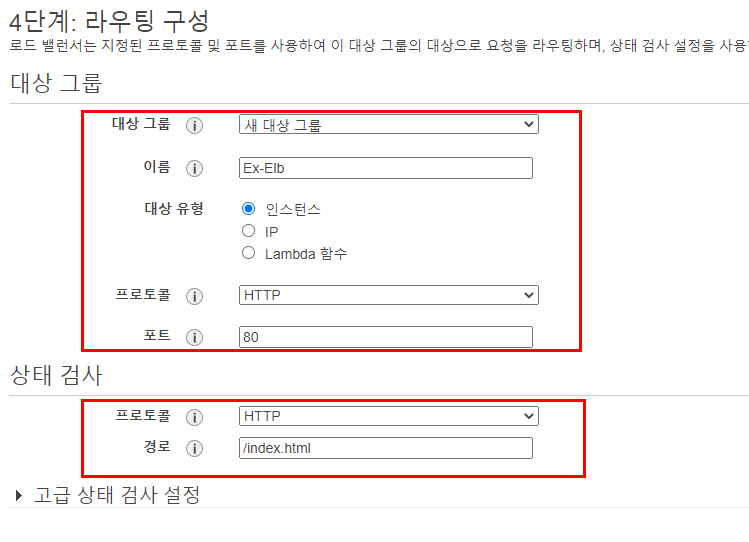 4단계: 라우팅 구성
로드 밸런서는 지정된 프로토콜 및 포트를 사용하여 이 대상 그룹의 대상으로 요청을 라우팅하며, 상태 검사 설정을 사용
대상 그룹
대상 그룹 i 새 대상 그룹
이름 i Ex-Elb
대상 유형 인스턴스
IP
Lambda 함수
프로토콜 i HTTP
포트 i 80
상태 검사
프로토콜 i HTTP
경로 i /index.html
고급 상태 검사 설정